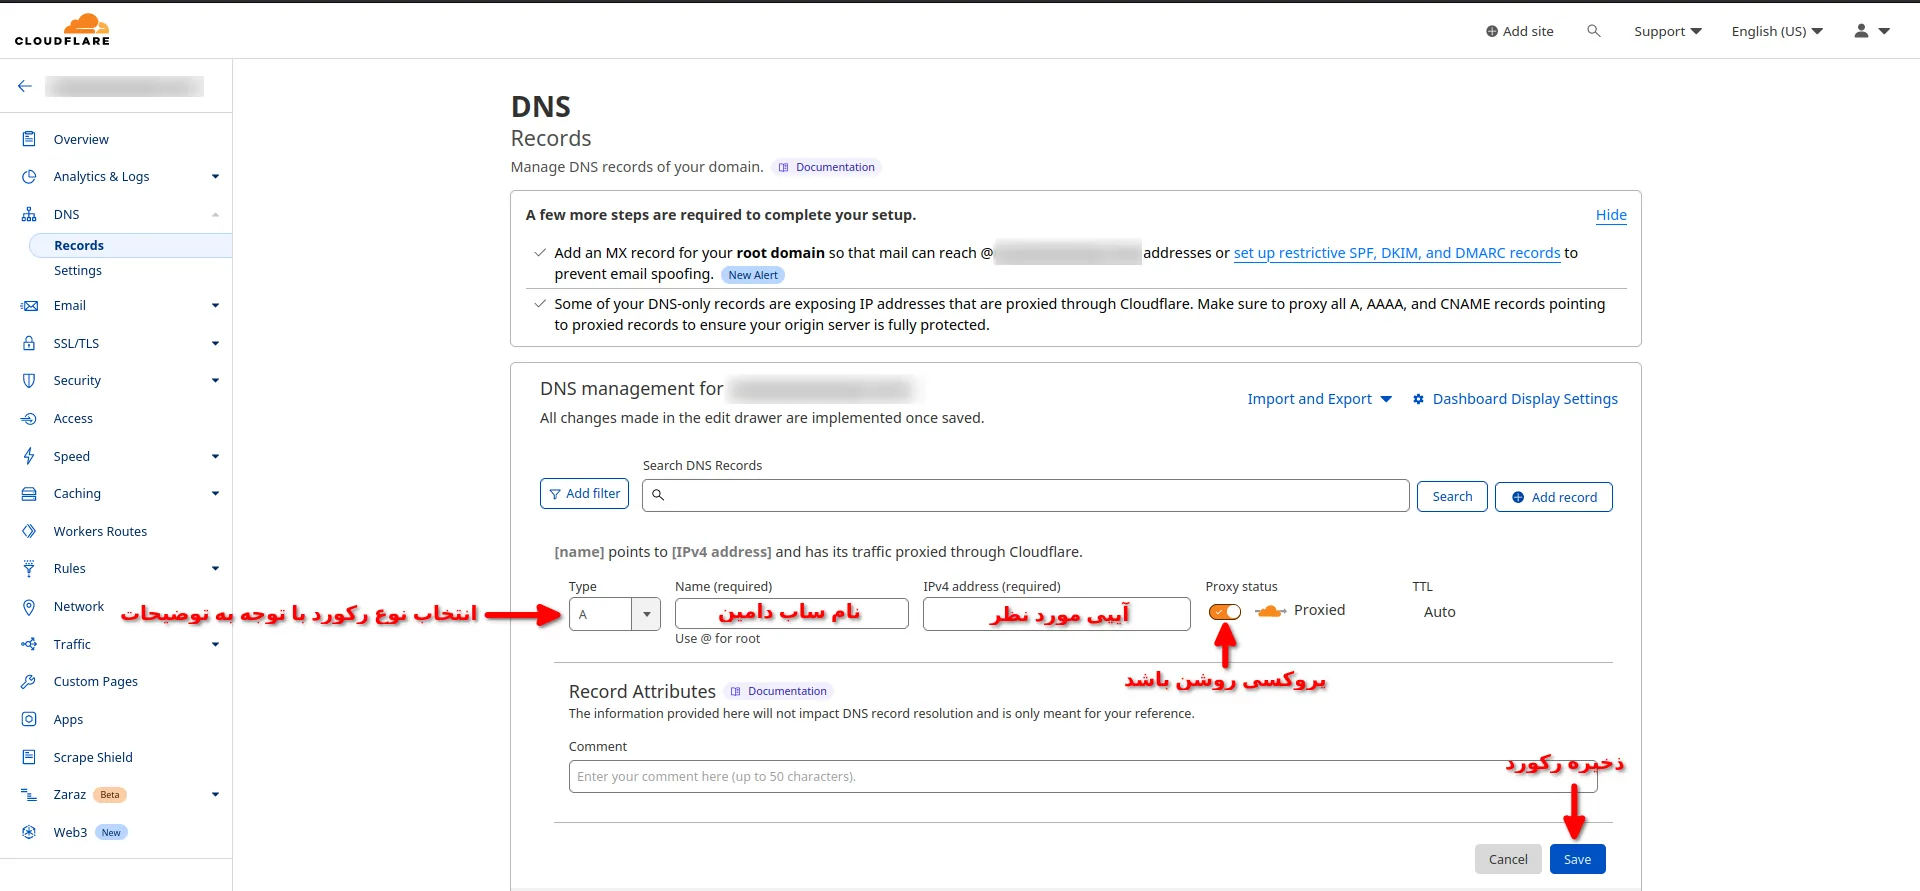 CLOUDFLARE
Add site
Support
English (US)
Overview
Analytics & Logs
DNS
Records
Settings
Email
SSL/TLS
Security
Access
Speed
Caching
Workers Routes
Rules
Network
Traffic
Custom Pages
Apps
Scrape Shield
Zaraz Beta
Web3 New
DNS
Records
Manage DNS records of your domain. Documentation
A few more steps are required to complete your setup.
Hide
Add an MX record for your root domain so that mail can reach @ addresses or set up restrictive SPF, DKIM, and DMARC records to
prevent email spoofing. New Alert
Some of your DNS-only records are exposing IP addresses that are proxied through Cloudflare. Make sure to proxy all A, AAAA, and CNAME records pointing
to proxied records to ensure your origin server is fully protected.
DNS management for
All changes made in the edit drawer are implemented once saved.
Import and Export
Dashboard Display Settings
Search DNS Records
Add filter
Search
Add record
[name] points to [IPv4 address] and has its traffic proxied through Cloudflare.
Type
Name (required)
IPv4 address (required)
Proxy status
TTL
انتخاب نوع رکورد با توجه به توضیحات
A
نام ساب دامین
آیپی مورد نظر
Proxied
Auto
Use @ for root
پروکسی روشن باشد
Record Attributes Documentation
The information provided here will not impact DNS record resolution and is only meant for your reference.
Comment
Enter your comment here (up to 50 characters).
ذخیره رکورد
Cancel
Save